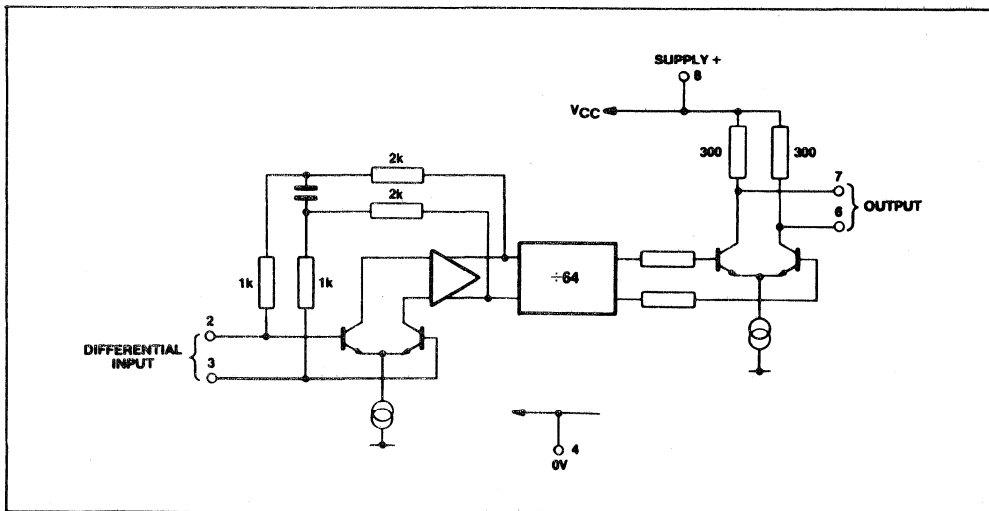 SUPPLY +
8
VCC
300
300
7
OUTPUT
6
2k
2k
1k
1k
÷64
2
DIFFERENTIAL
INPUT
3
4
0V